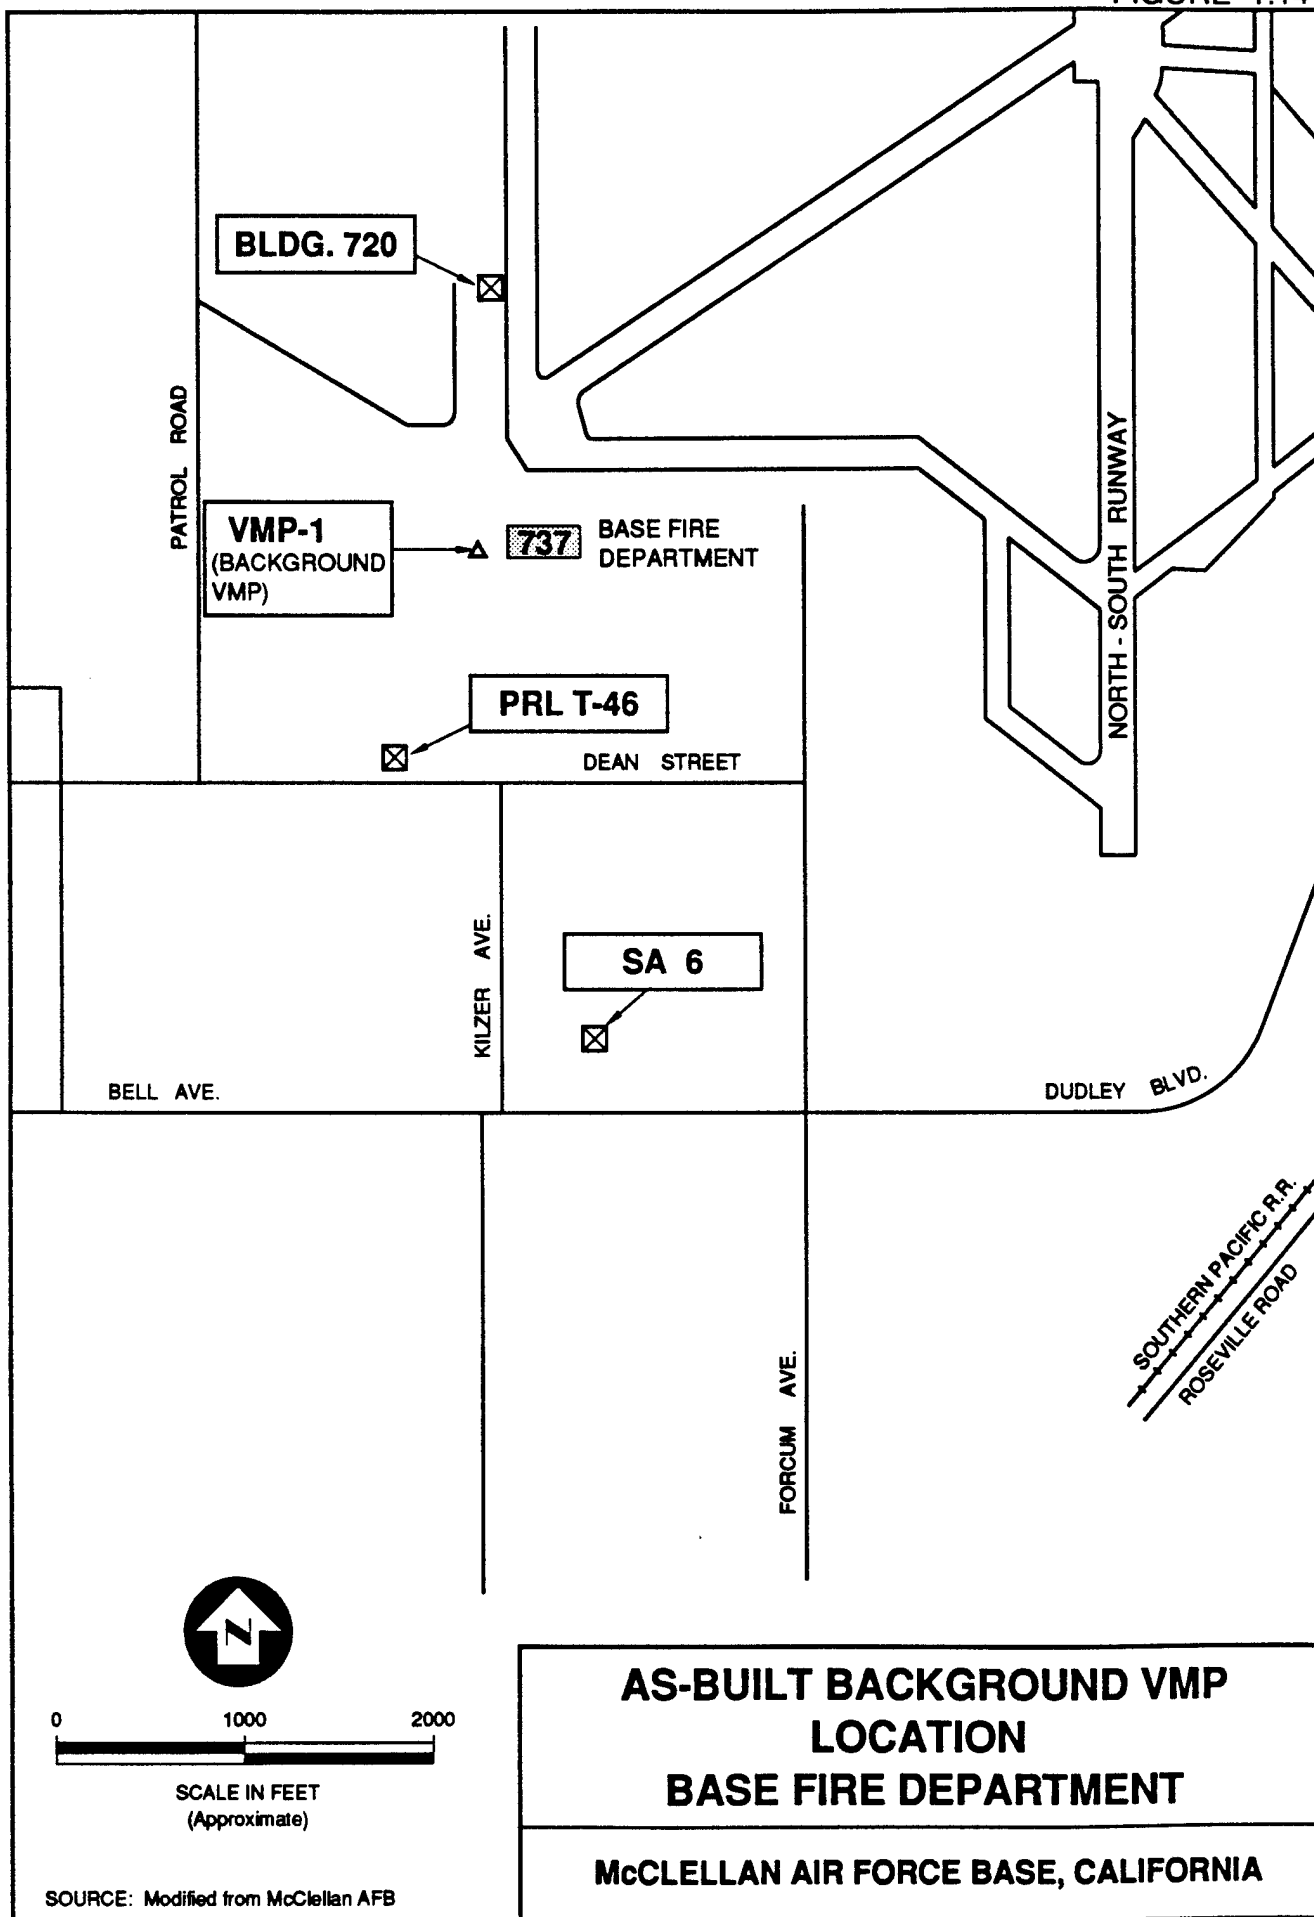 BLDG. 720
PATROL ROAD
VMP-1
(BACKGROUND
VMP)
737
BASE FIRE
DEPARTMENT
NORTH - SOUTH RUNWAY
PRL T-46
DEAN STREET
KILZER AVE.
SA 6
BELL AVE.
DUDLEY BLVD.
SOUTHERN PACIFIC R.R.
ROSEVILLE ROAD
FORCUM AVE.
N
0 1000 2000
SCALE IN FEET
(Approximate)
SOURCE: Modified from McClellan AFB
AS-BUILT BACKGROUND VMP
LOCATION
BASE FIRE DEPARTMENT
McCLELLAN AIR FORCE BASE, CALIFORNIA